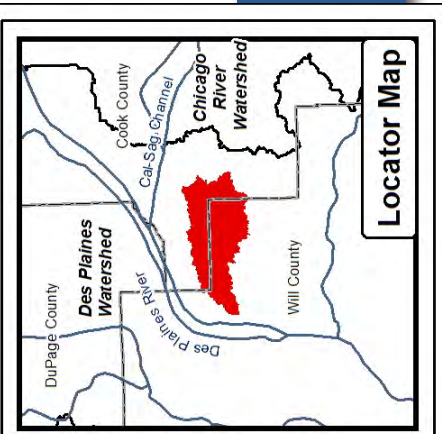 Locator Map
Cook County
Cal-Sag Channel
Chicago
River
Watershed
Des Plaines
Watershed
DuPage County
Des Plaines River
Will County